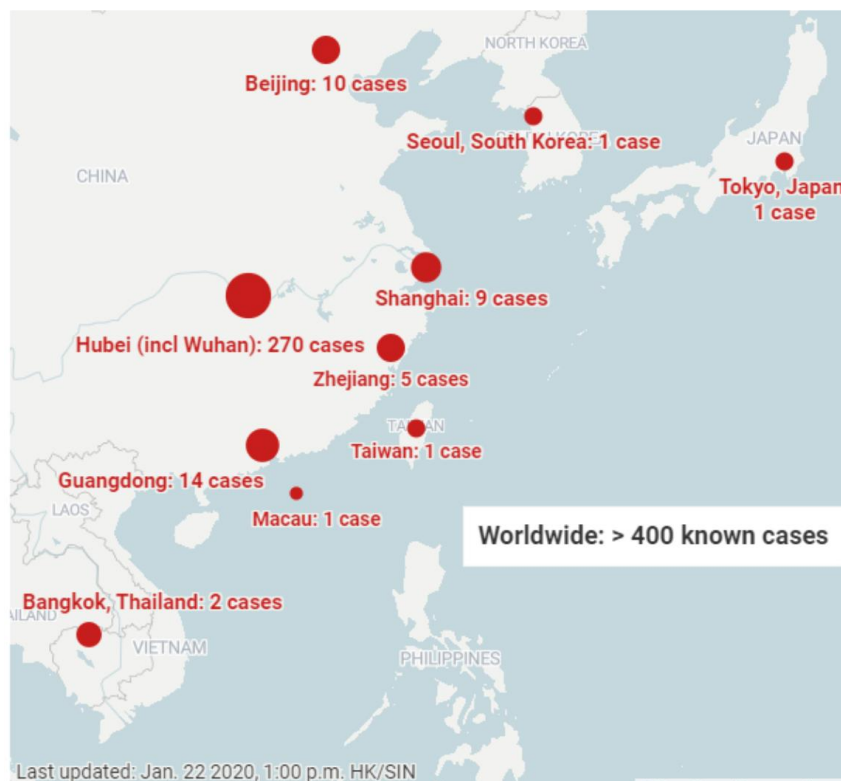 NORTH KOREA
Beijing: 10 cases
Seoul, South Korea: 1 case
JAPAN
CHINA
Tokyo, Japan
1 case
Shanghai: 9 cases
Hubei (incl Wuhan): 270 cases
Zhejiang: 5 cases
TAIWAN
Taiwan: 1 case
Guangdong: 14 cases
LAOS
Macau: 1 case
Worldwide: > 400 known cases
Bangkok, Thailand: 2 cases
AILAND
VIETNAM
PHILIPPINES
Last updated: Jan. 22 2020, 1:00 p.m. HK/SIN